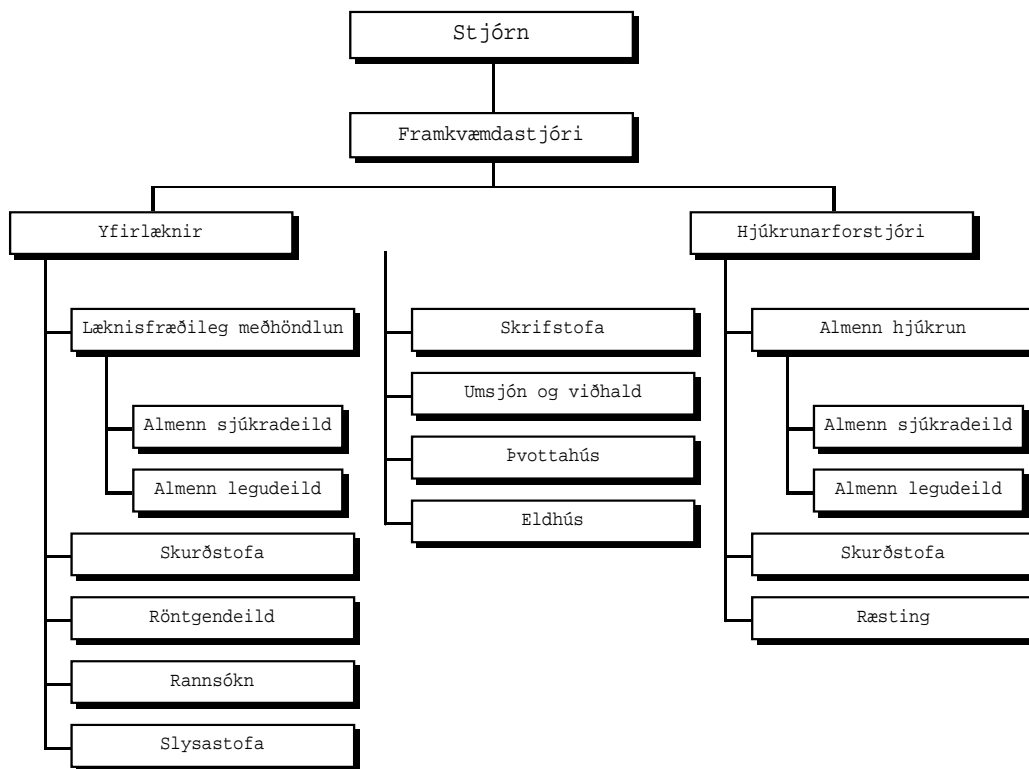 Stjórn
Framkvæmdastjóri
Yfirlæknir
Læknisfræðileg meðhöndlun
Almenn sjúkradeild
Almenn legudeild
Skurðstofa
Röntgendeild
Rannsókn
Slysastofa
Skrifstofa
Umsjón og viðhald
Þvottahús
Eldhús
Hjúkrunarforstjóri
Almenn hjúkrun
Almenn sjúkradeild
Almenn legudeild
Skurðstofa
Ræsting